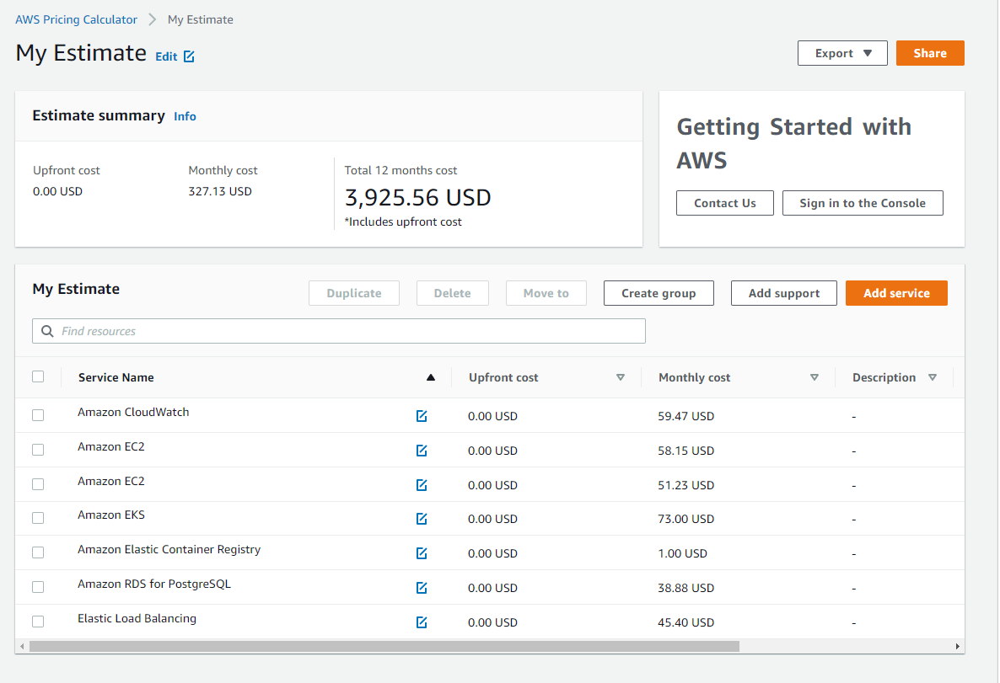 AWS Pricing Calculator > My Estimate
My Estimate Edit
Export ▼ Share
Estimate summary Info
Upfront cost Monthly cost Total 12 months cost
0.00 USD 327.13 USD 3,925.56 USD
*Includes upfront cost
Getting Started with
AWS
Contact Us Sign in to the Console
My Estimate Duplicate Delete Move to Create group Add support Add service
Find resources
Service Name Upfront cost Monthly cost Description
Amazon CloudWatch 0.00 USD 59.47 USD -
Amazon EC2 0.00 USD 58.15 USD -
Amazon EC2 0.00 USD 51.23 USD -
Amazon EKS 0.00 USD 73.00 USD -
Amazon Elastic Container Registry 0.00 USD 1.00 USD -
Amazon RDS for PostgreSQL 0.00 USD 38.88 USD -
Elastic Load Balancing 0.00 USD 45.40 USD -